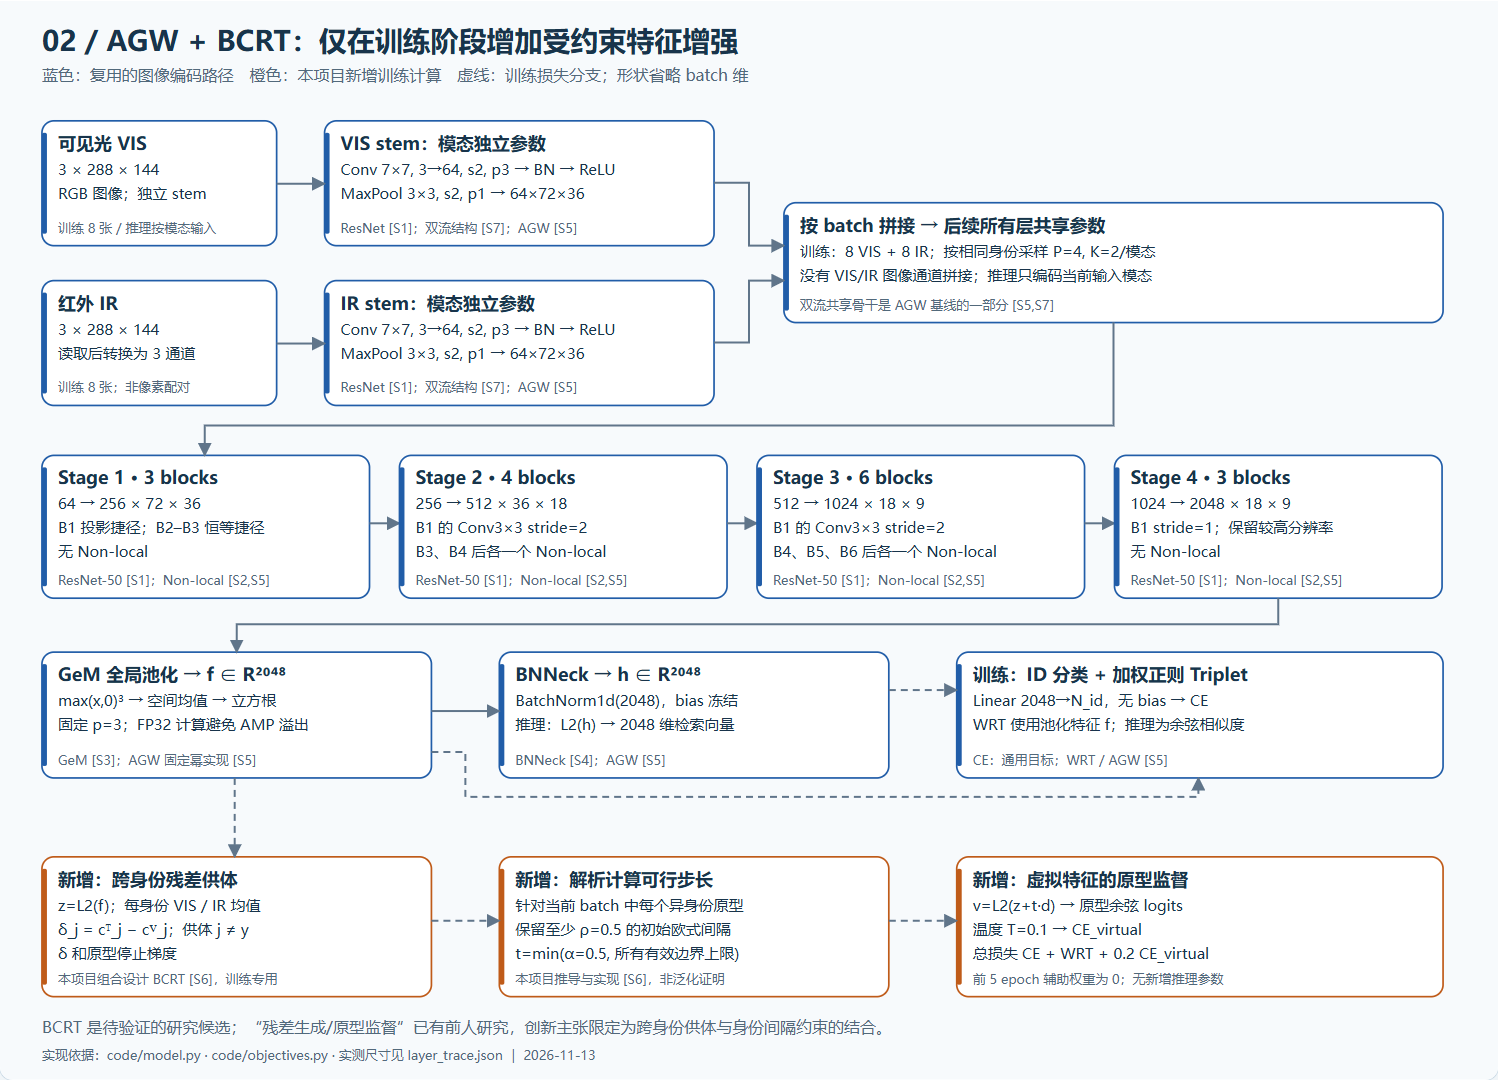 02 / AGW + BCRT：仅在训练阶段增加受约束特征增强
蓝色：复用的图像编码路径 橙色：本项目新增训练计算 虚线：训练损失分支；形状省略 batch 维
可见光 VIS
3 × 288 × 144
RGB 图像；独立 stem
训练 8 张 / 推理按模态输入
VIS stem：模态独立参数
Conv 7×7, 3→64, s2, p3 → BN → ReLU
MaxPool 3×3, s2, p1 → 64×72×36
ResNet [S1]；双流结构 [S7]；AGW [S5]
按 batch 拼接 → 后续所有层共享参数
训练：8 VIS + 8 IR；按相同身份采样 P=4, K=2/模态
没有 VIS/IR 图像通道拼接；推理只编码当前输入模态
双流共享骨干是 AGW 基线的一部分 [S5,S7]
红外 IR
3 × 288 × 144
读取后转换为 3 通道
训练 8 张；非像素配对
IR stem：模态独立参数
Conv 7×7, 3→64, s2, p3 → BN → ReLU
MaxPool 3×3, s2, p1 → 64×72×36
ResNet [S1]；双流结构 [S7]；AGW [S5]
Stage 1 • 3 blocks
64 → 256 × 72 × 36
B1 投影捷径；B2–B3 恒等捷径
无 Non-local
ResNet-50 [S1]；Non-local [S2,S5]
Stage 2 • 4 blocks
256 → 512 × 36 × 18
B1 的 Conv3×3 stride=2
B3、B4 后各一个 Non-local
ResNet-50 [S1]；Non-local [S2,S5]
Stage 3 • 6 blocks
512 → 1024 × 18 × 9
B1 的 Conv3×3 stride=2
B4、B5、B6 后各一个 Non-local
ResNet-50 [S1]；Non-local [S2,S5]
Stage 4 • 3 blocks
1024 → 2048 × 18 × 9
B1 stride=1；保留较高分辨率
无 Non-local
ResNet-50 [S1]；Non-local [S2,S5]
GeM 全局池化 → f ∈ R²⁰⁴⁸
max(x,0)³ → 空间均值 → 立方根
固定 p=3；FP32 计算避免 AMP 溢出
GeM [S3]；AGW 固定幂实现 [S5]
BNNeck → h ∈ R²⁰⁴⁸
BatchNorm1d(2048)，bias 冻结
推理：L2(h) → 2048 维检索向量
BNNeck [S4]；AGW [S5]
训练：ID 分类 + 加权正则 Triplet
Linear 2048→N_id，无 bias → CE
WRT 使用池化特征 f；推理为余弦相似度
CE：通用目标；WRT / AGW [S5]
新增：跨身份残差供体
z=L2(f)；每身份 VIS / IR 均值
δ_j = cᵀ_j − cⱽ_j；供体 j ≠ y
δ 和原型停止梯度
本项目组合设计 BCRT [S6]，训练专用
新增：解析计算可行步长
针对当前 batch 中每个异身份原型
保留至少 ρ=0.5 的初始欧式间隔
t=min(α=0.5, 所有有效边界上限)
本项目推导与实现 [S6]，非泛化证明
新增：虚拟特征的原型监督
v=L2(z+t·d) → 原型余弦 logits
温度 T=0.1 → CE_virtual
总损失 CE + WRT + 0.2 CE_virtual
前 5 epoch 辅助权重为 0；无新增推理参数
BCRT 是待验证的研究候选；“残差生成/原型监督”已有前人研究，创新主张限定为跨身份供体与身份间隔约束的结合。
实现依据：code/model.py · code/objectives.py · 实测尺寸见 layer_trace.json | 2026-11-13